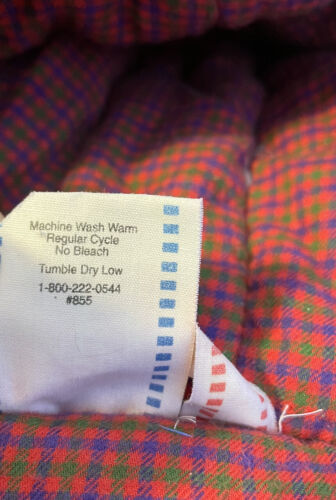 Machine Wash Warm
Regular Cycle
No Bleach
Tumble Dry Low
1-800-222-0544
#855